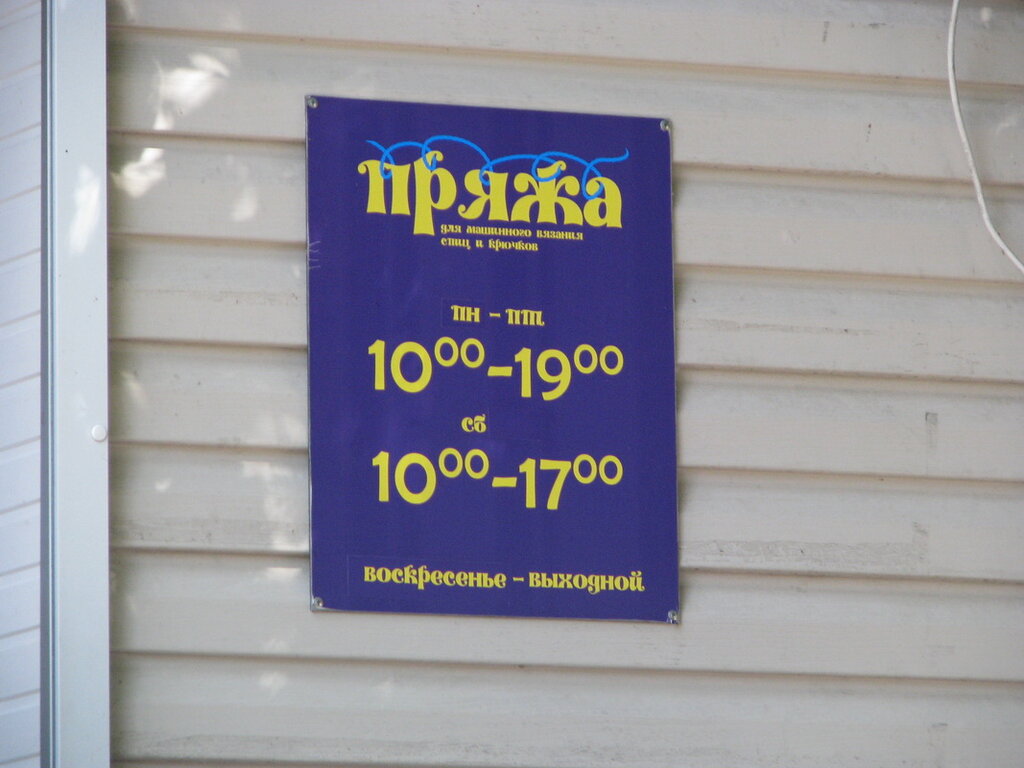 пряжа
для машинного вязания
спиц и крючков
пн - пт
10⁰⁰-19⁰⁰
сб
10⁰⁰-17⁰⁰
воскресенье - выходной